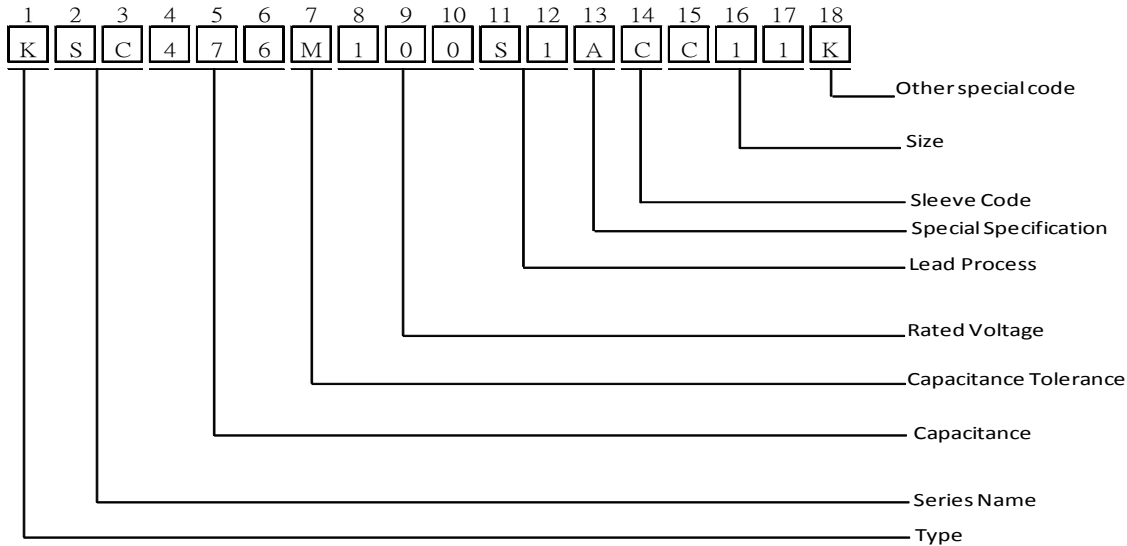 1 2 3 4 5 6 7 8 9 10 11 12 13 14 15 16 17 18
K S C 4 7 6 M 1 0 0 S 1 A C C 1 1 K
Other special code
Size
Sleeve Code
Special Specification
Lead Process
Rated Voltage
Capacitance Tolerance
Capacitance
Series Name
Type